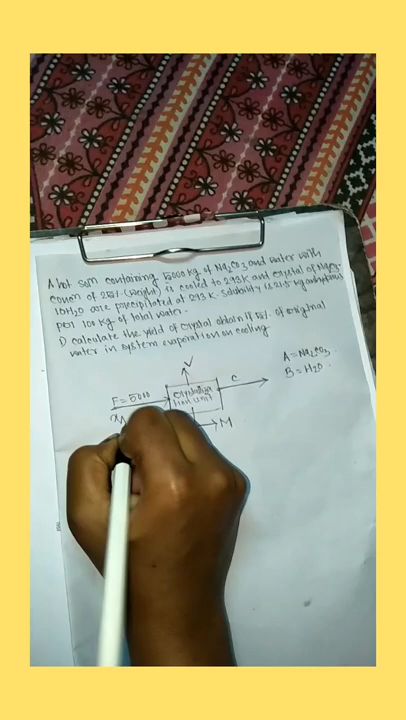 A hot soln containing 5000 kg of Na2CO3 and water with
concn of 25% (weight) is cooled to 293K and crystal of Na2CO3.
10H2O are precipitated at 293 K. Solubility is 21.5 kg anhydrous
per 100 kg of total water.
D calculate the yield of crystal obtain if 5% of original
water in system evaporation on cooling
A = Na2CO3
B = H2O
V
C
F = 5000
unit
M